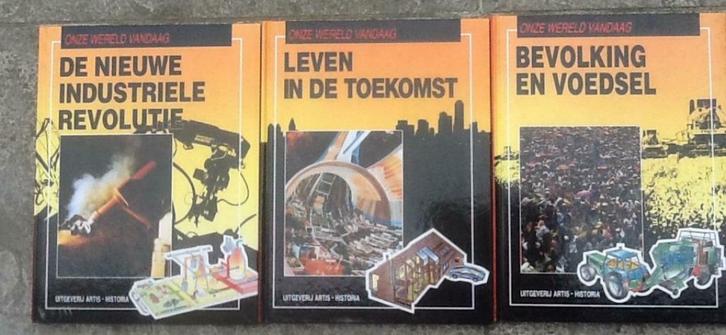 ONZE WERELD VANDAAG
DE NIEUWE
INDUSTRIELE
REVOLUTIE
UITGEVERIJ ARTIS - HISTORIA
ONZE WERELD VANDAAG
LEVEN
IN DE TOEKOMST
UITGEVERIJ ARTIS - HISTORIA
ONZE WERELD VANDAAG
BEVOLKING
EN VOEDSEL
UITGEVERIJ ARTIS - HISTORIA